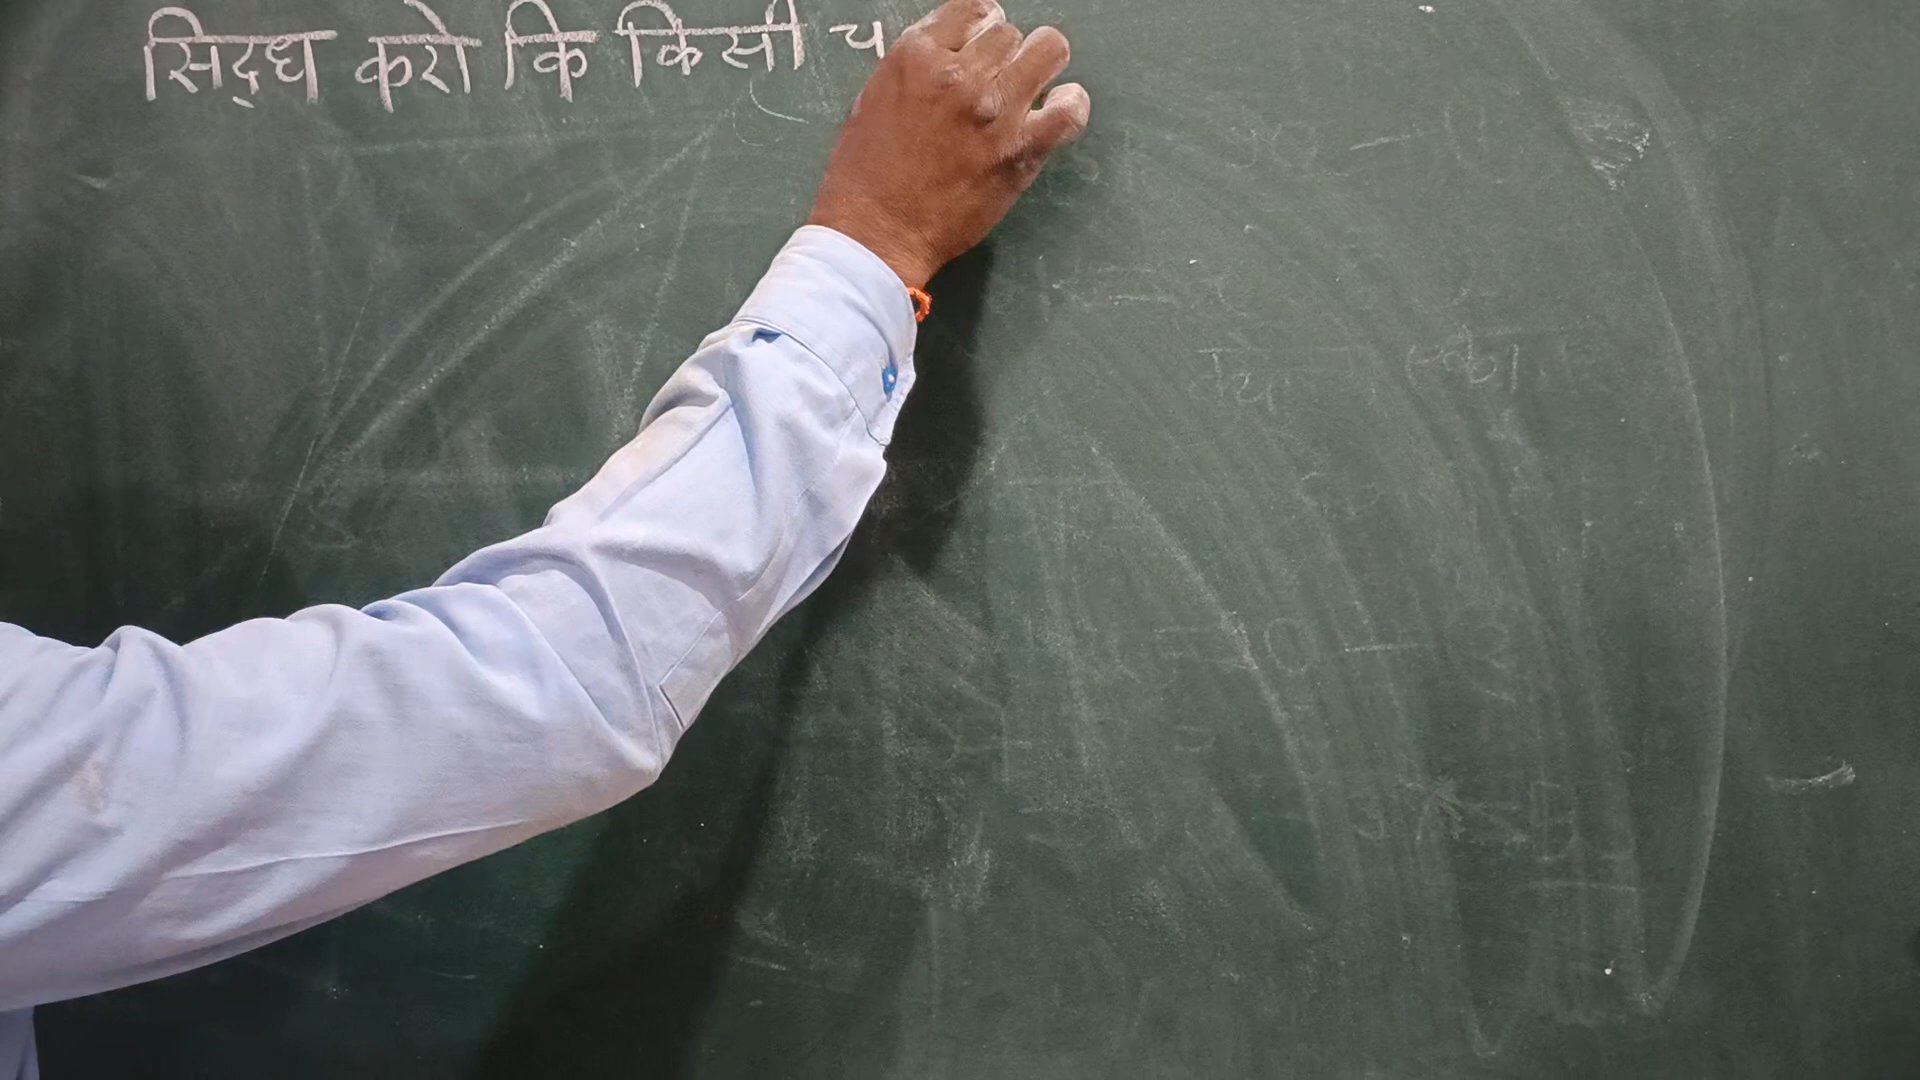 सिद्ध करो कि किसी च